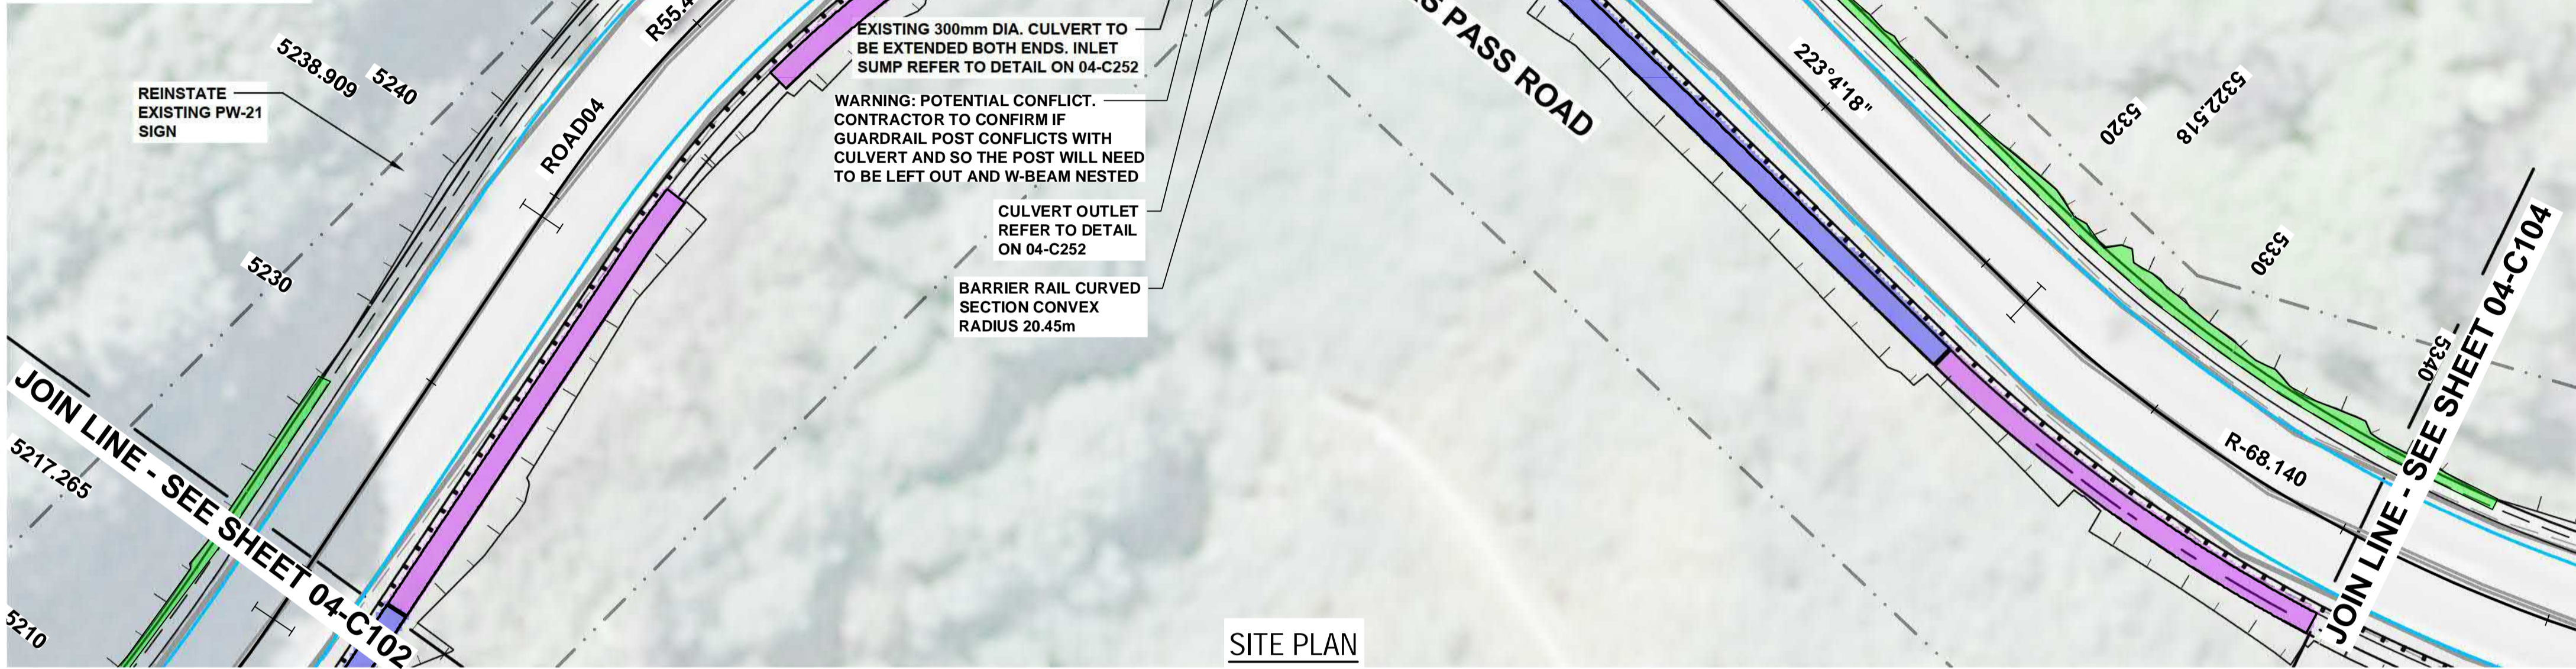 R55.4
5238.909
5240
REINSTATE
EXISTING PW-21
SIGN
ROAD04
5230
EXISTING 300mm DIA. CULVERT TO
BE EXTENDED BOTH ENDS. INLET
SUMP REFER TO DETAIL ON 04-C252
WARNING: POTENTIAL CONFLICT.
CONTRACTOR TO CONFIRM IF
GUARDRAIL POST CONFLICTS WITH
CULVERT AND SO THE POST WILL NEED
TO BE LEFT OUT AND W-BEAM NESTED
CULVERT OUTLET
REFER TO DETAIL
ON 04-C252
BARRIER RAIL CURVED
SECTION CONVEX
RADIUS 20.45m
S PASS ROAD
223°4'18"
5320
5322.518
5330
5340
R-68.140
JOIN LINE - SEE SHEET 04-C104
JOIN LINE - SEE SHEET 04-C102
5217.265
5210
SITE PLAN